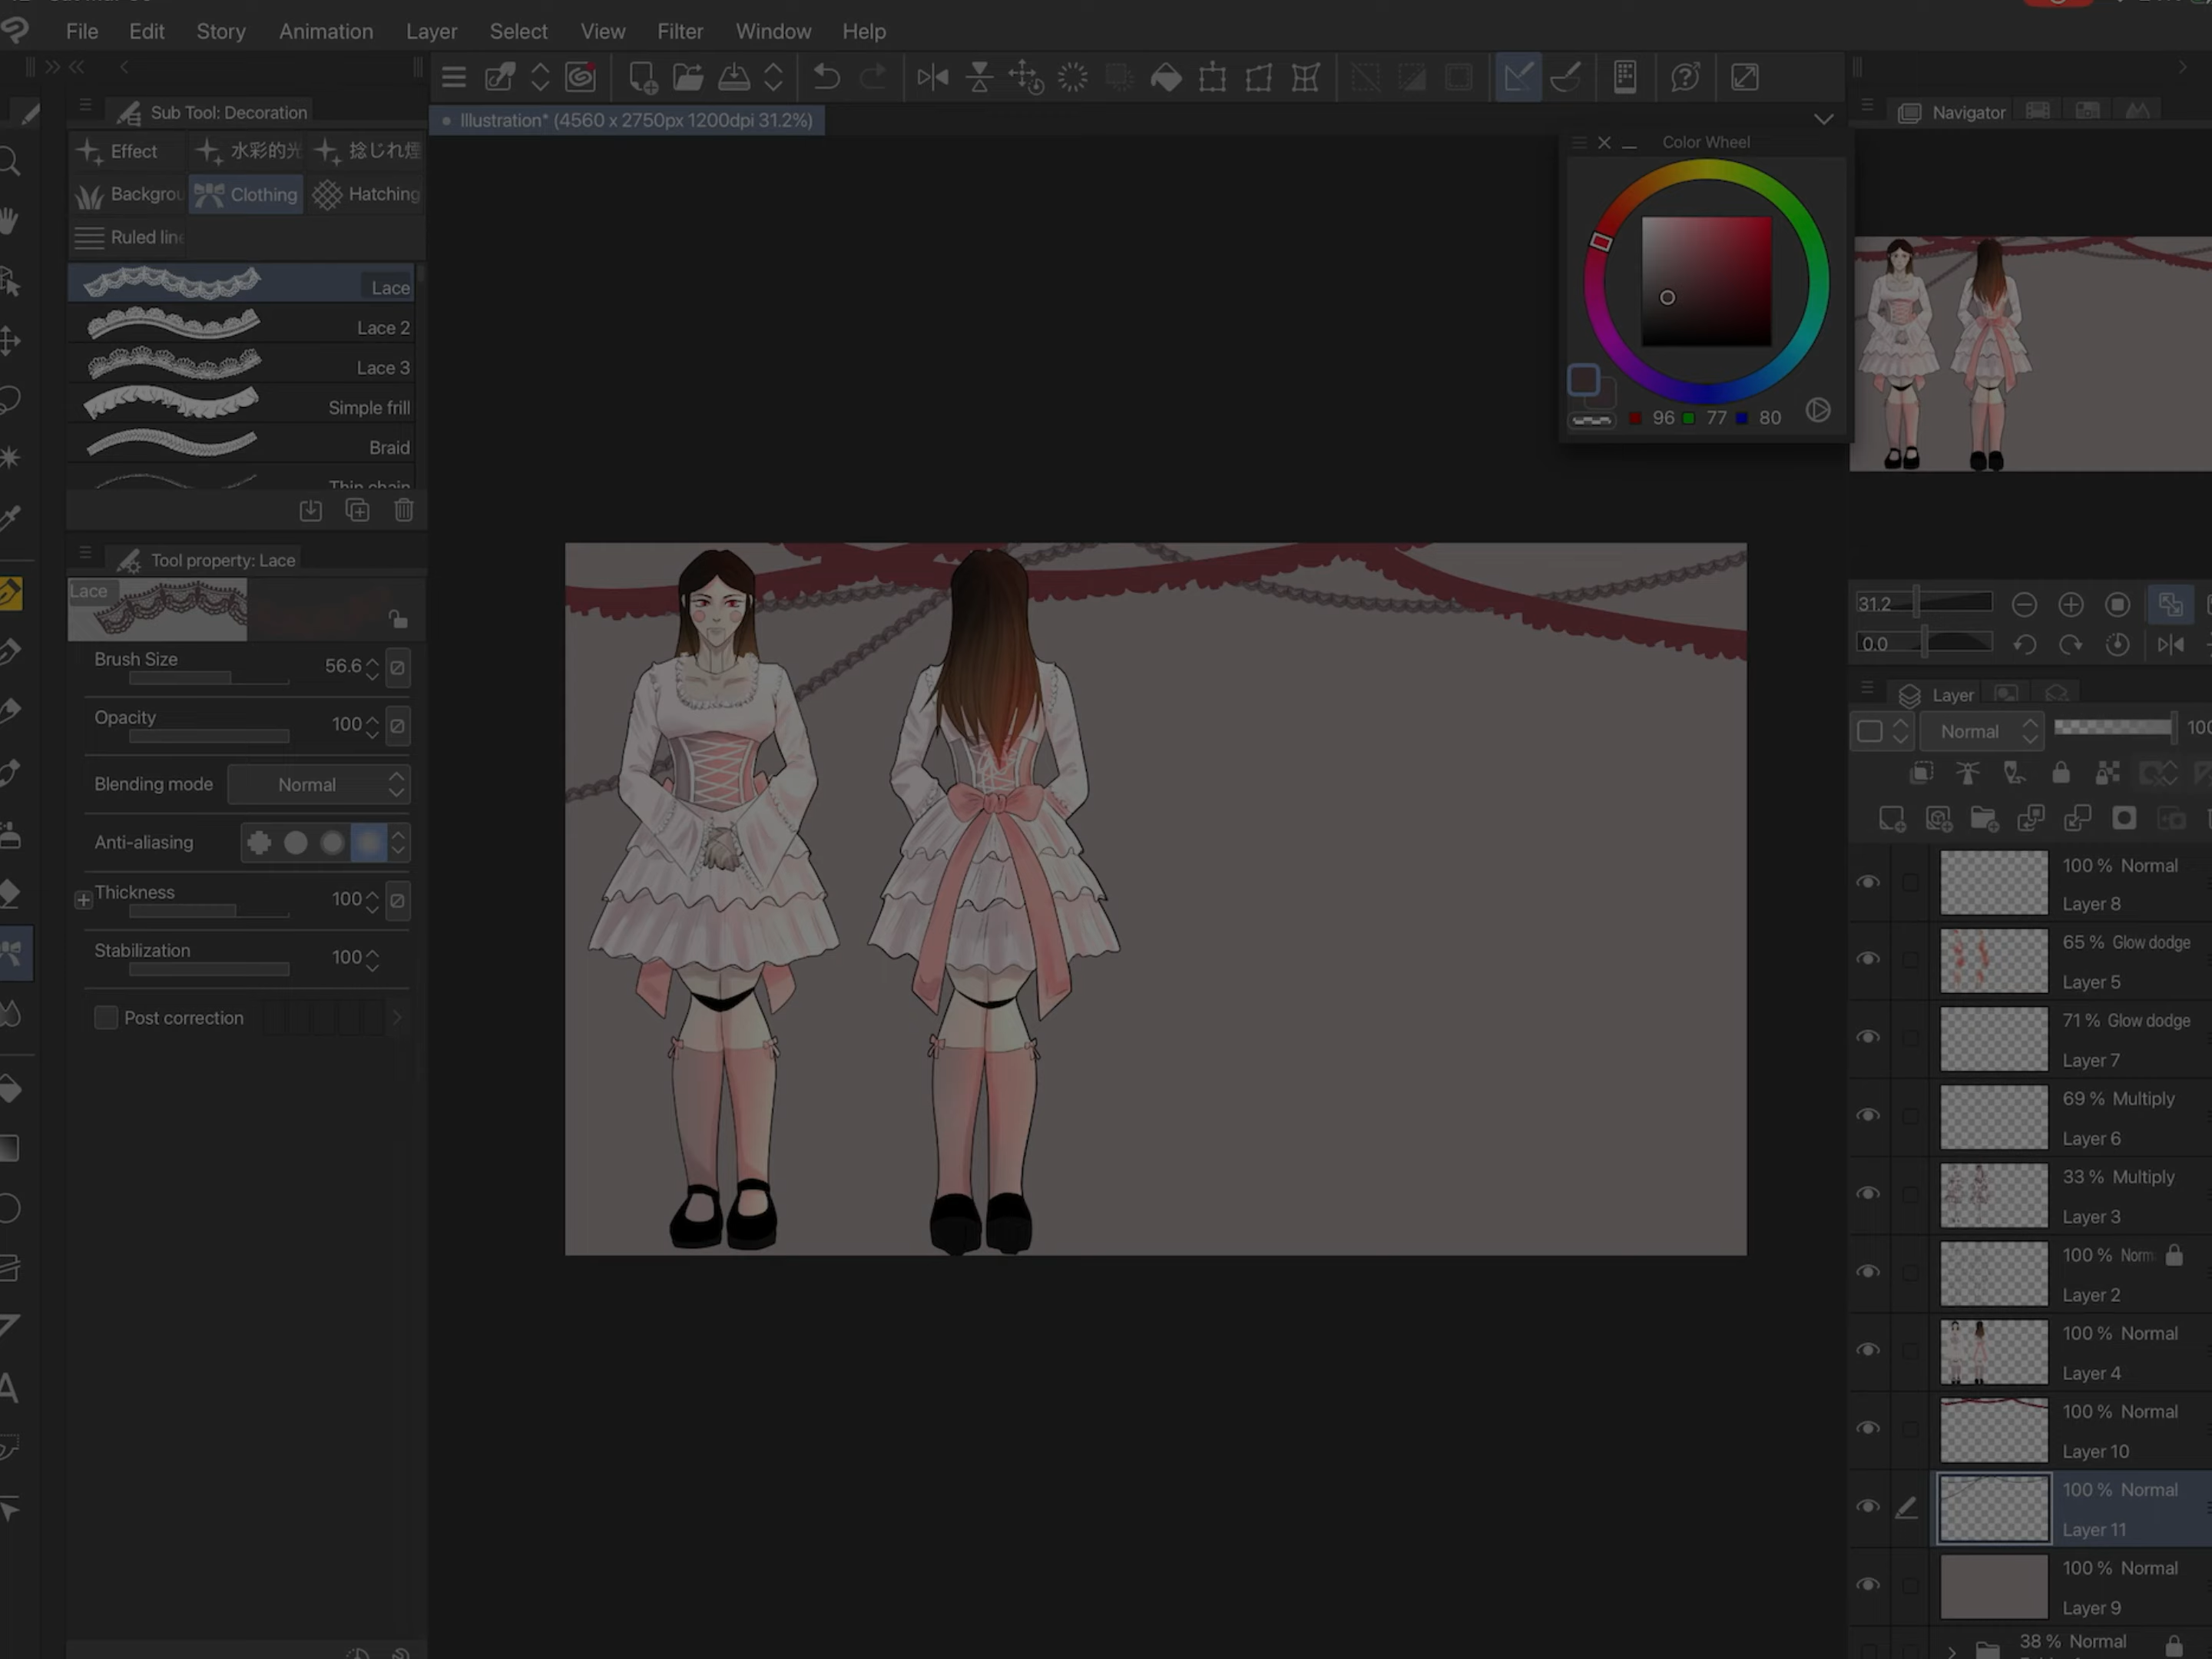 File Edit Story Animation Layer Select View Filter Window Help
Sub Tool: Decoration
Effect
Clothing Hatching
Lace
Lace 2
Lace 3
Simple frill
Braid
Thin chain
Tool property: Lace
Lace
Brush Size 56.6
Opacity 100
Blending mode Normal
Anti-aliasing
Thickness 100
Stabilization 100
Post correction
Illustration* (4560 x 2750px 1200dpi 31.2%)
Color Wheel
96 77 80
Navigator
31.2
0.0
Layer
Normal
100 % Normal
Layer 8
65 % Glow dodge
Layer 5
71 % Glow dodge
Layer 7
69 % Multiply
Layer 6
33 % Multiply
Layer 3
100 % Norm
Layer 2
100 % Normal
Layer 4
100 % Normal
Layer 10
100 % Normal
Layer 11
100 % Normal
Layer 9
38 % Normal